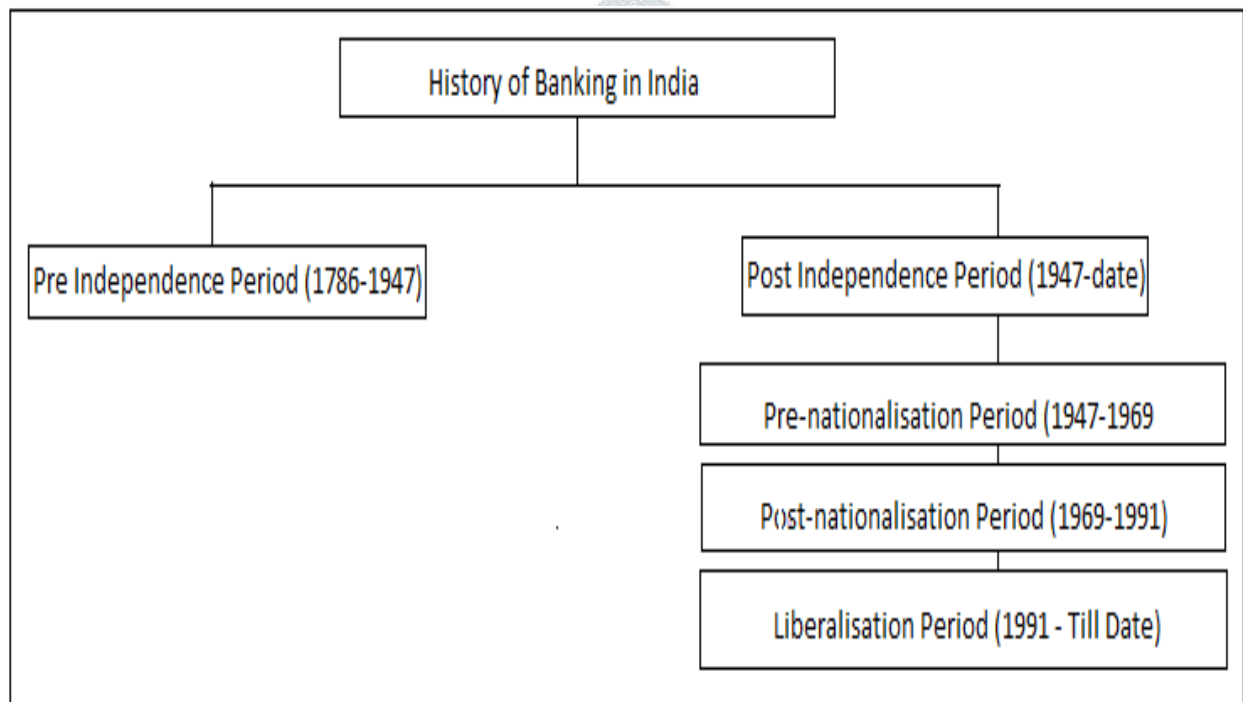 History of Banking in India
Pre Independence Period (1786-1947)
Post Independence Period (1947-date)
Pre-nationalisation Period (1947-1969
Post-nationalisation Period (1969-1991)
Liberalisation Period (1991 - Till Date)